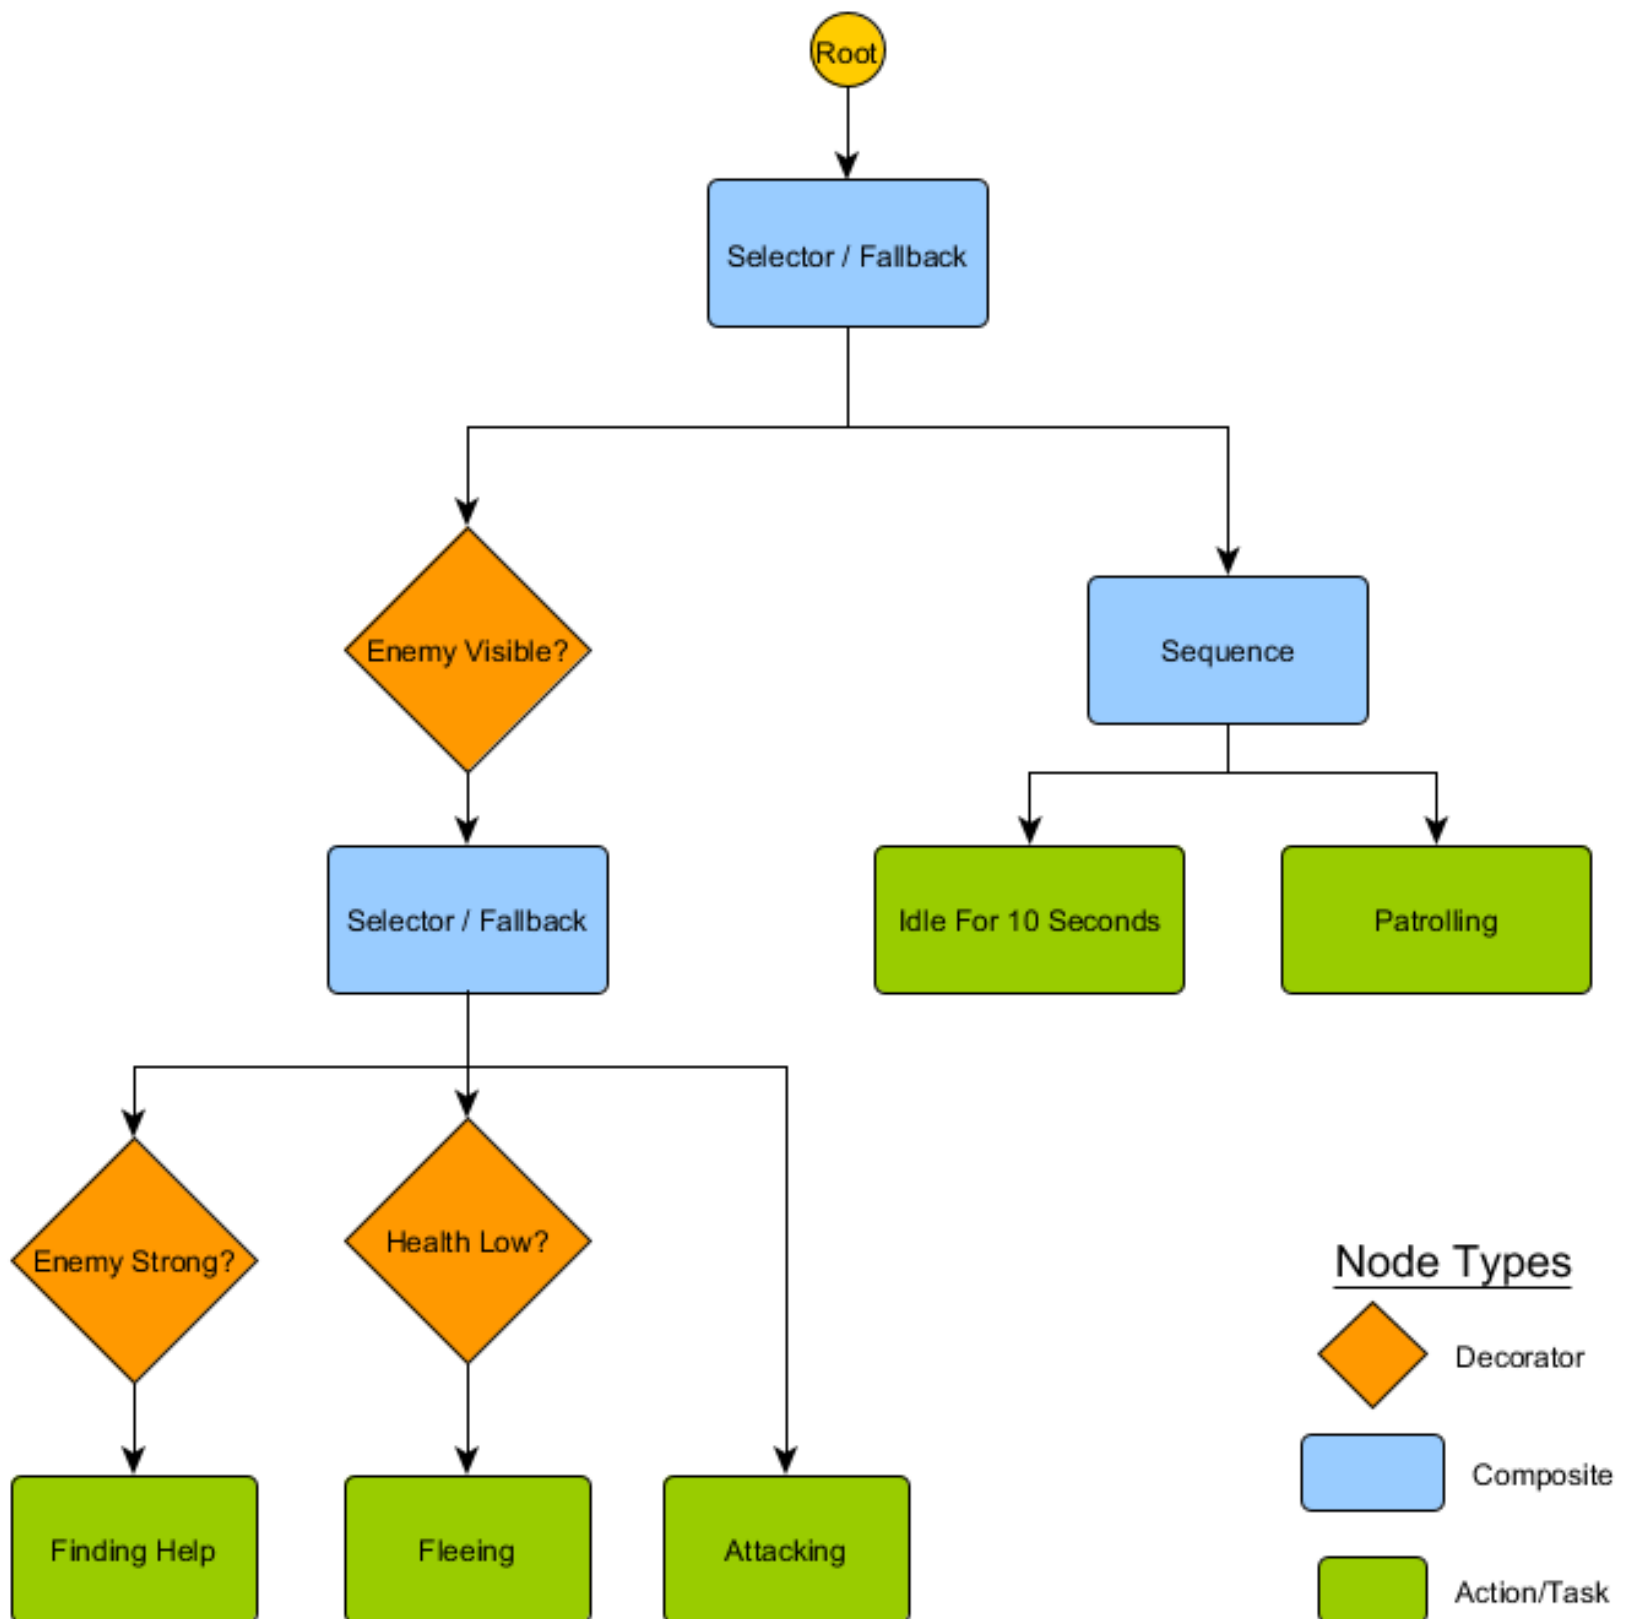 Root
Selector / Fallback
Enemy Visible?
Sequence
Selector / Fallback
Idle For 10 Seconds
Patrolling
Enemy Strong?
Health Low?
Finding Help
Fleeing
Attacking
Node Types
Decorator
Composite
Action/Task